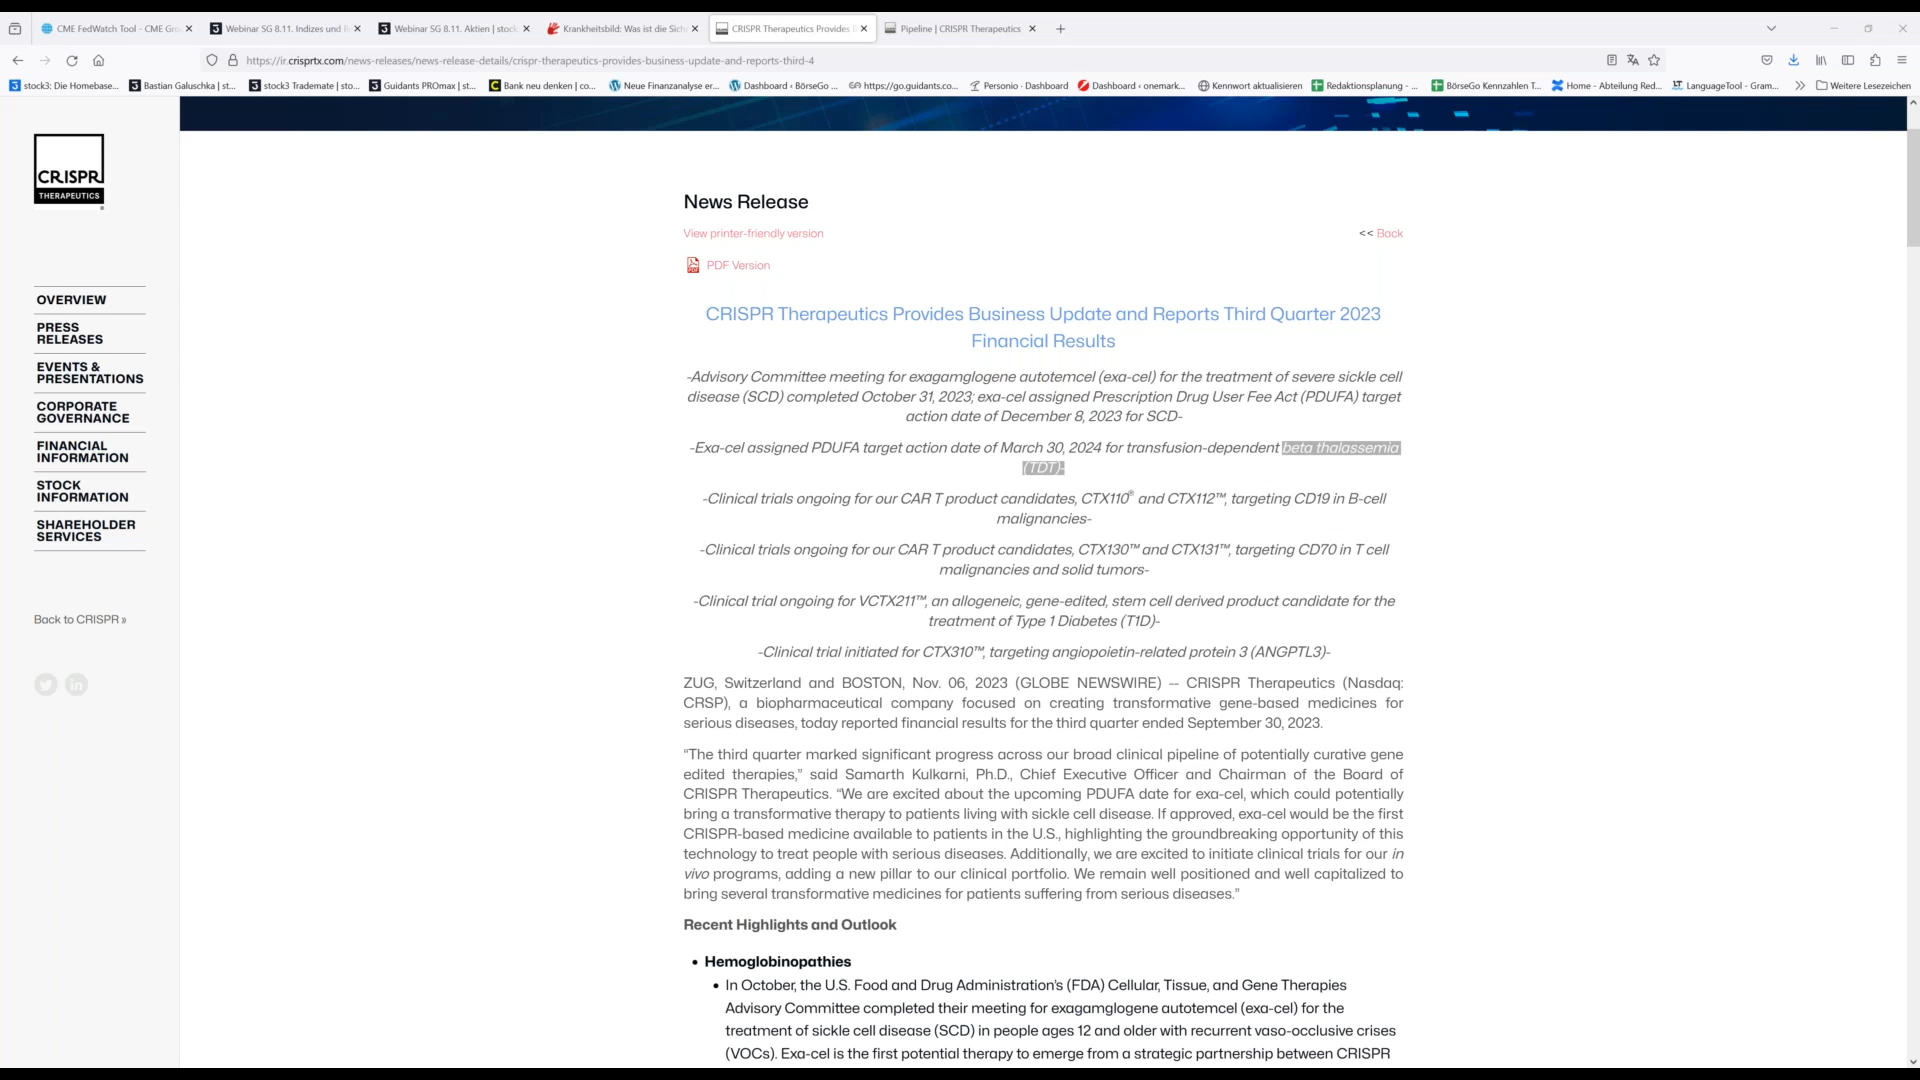 CME FedWatch Tool - CME Gro
Webinar SG 8.11. Indizes und
Webinar SG 8.11. Aktien | stock
Krankheitsbild: Was ist die Sich
CRISPR Therapeutics Provides
Pipeline | CRISPR Therapeutics
https://ir.crisprtx.com/news-releases/news-release-details/crispr-therapeutics-provides-business-update-and-reports-third-4
stock3: Die Homebase...
Bastian Galuschka | st...
stock3 Tradermate | sto...
Guidants PROmax | st...
Bank neu denken | co...
Neue Finanzanalyse er...
Dashboard ‹ BörseGo ...
https://go.guidants.co...
Personio · Dashboard
Dashboard ‹ onemark...
Kennwort aktualisieren
Redaktionsplanung - ...
BörseGo Kennzahlen T...
Home - Abteilung Red...
LanguageTool - Gram...
Weitere Lesezeichen
CRISPR
THERAPEUTICS
OVERVIEW
PRESS
RELEASES
EVENTS &
PRESENTATIONS
CORPORATE
GOVERNANCE
FINANCIAL
INFORMATION
STOCK
INFORMATION
SHAREHOLDER
SERVICES
Back to CRISPR »
News Release
View printer-friendly version
<< Back
PDF Version
CRISPR Therapeutics Provides Business Update and Reports Third Quarter 2023
Financial Results
-Advisory Committee meeting for exagamglogene autotemcel (exa-cel) for the treatment of severe sickle cell
disease (SCD) completed October 31, 2023; exa-cel assigned Prescription Drug User Fee Act (PDUFA) target
action date of December 8, 2023 for SCD-
-Exa-cel assigned PDUFA target action date of March 30, 2024 for transfusion-dependent beta thalassemia
(TDT)-
-Clinical trials ongoing for our CAR T product candidates, CTX110® and CTX112™, targeting CD19 in B-cell
malignancies-
-Clinical trials ongoing for our CAR T product candidates, CTX130™ and CTX131™, targeting CD70 in T cell
malignancies and solid tumors-
-Clinical trial ongoing for VCTX211™, an allogeneic, gene-edited, stem cell derived product candidate for the
treatment of Type 1 Diabetes (T1D)-
-Clinical trial initiated for CTX310™, targeting angiopoietin-related protein 3 (ANGPTL3)-
ZUG, Switzerland and BOSTON, Nov. 06, 2023 (GLOBE NEWSWIRE) -- CRISPR Therapeutics (Nasdaq:
CRSP), a biopharmaceutical company focused on creating transformative gene-based medicines for
serious diseases, today reported financial results for the third quarter ended September 30, 2023.
“The third quarter marked significant progress across our broad clinical pipeline of potentially curative gene
edited therapies,” said Samarth Kulkarni, Ph.D., Chief Executive Officer and Chairman of the Board of
CRISPR Therapeutics. “We are excited about the upcoming PDUFA date for exa-cel, which could potentially
bring a transformative therapy to patients living with sickle cell disease. If approved, exa-cel would be the first
CRISPR-based medicine available to patients in the U.S., highlighting the groundbreaking opportunity of this
technology to treat people with serious diseases. Additionally, we are excited to initiate clinical trials for our in
vivo programs, adding a new pillar to our clinical portfolio. We remain well positioned and well capitalized to
bring several transformative medicines for patients suffering from serious diseases.”
Recent Highlights and Outlook
• Hemoglobinopathies
• In October, the U.S. Food and Drug Administration’s (FDA) Cellular, Tissue, and Gene Therapies
Advisory Committee completed their meeting for exagamglogene autotemcel (exa-cel) for the
treatment of sickle cell disease (SCD) in people ages 12 and older with recurrent vaso-occlusive crises
(VOCs). Exa-cel is the first potential therapy to emerge from a strategic partnership between CRISPR